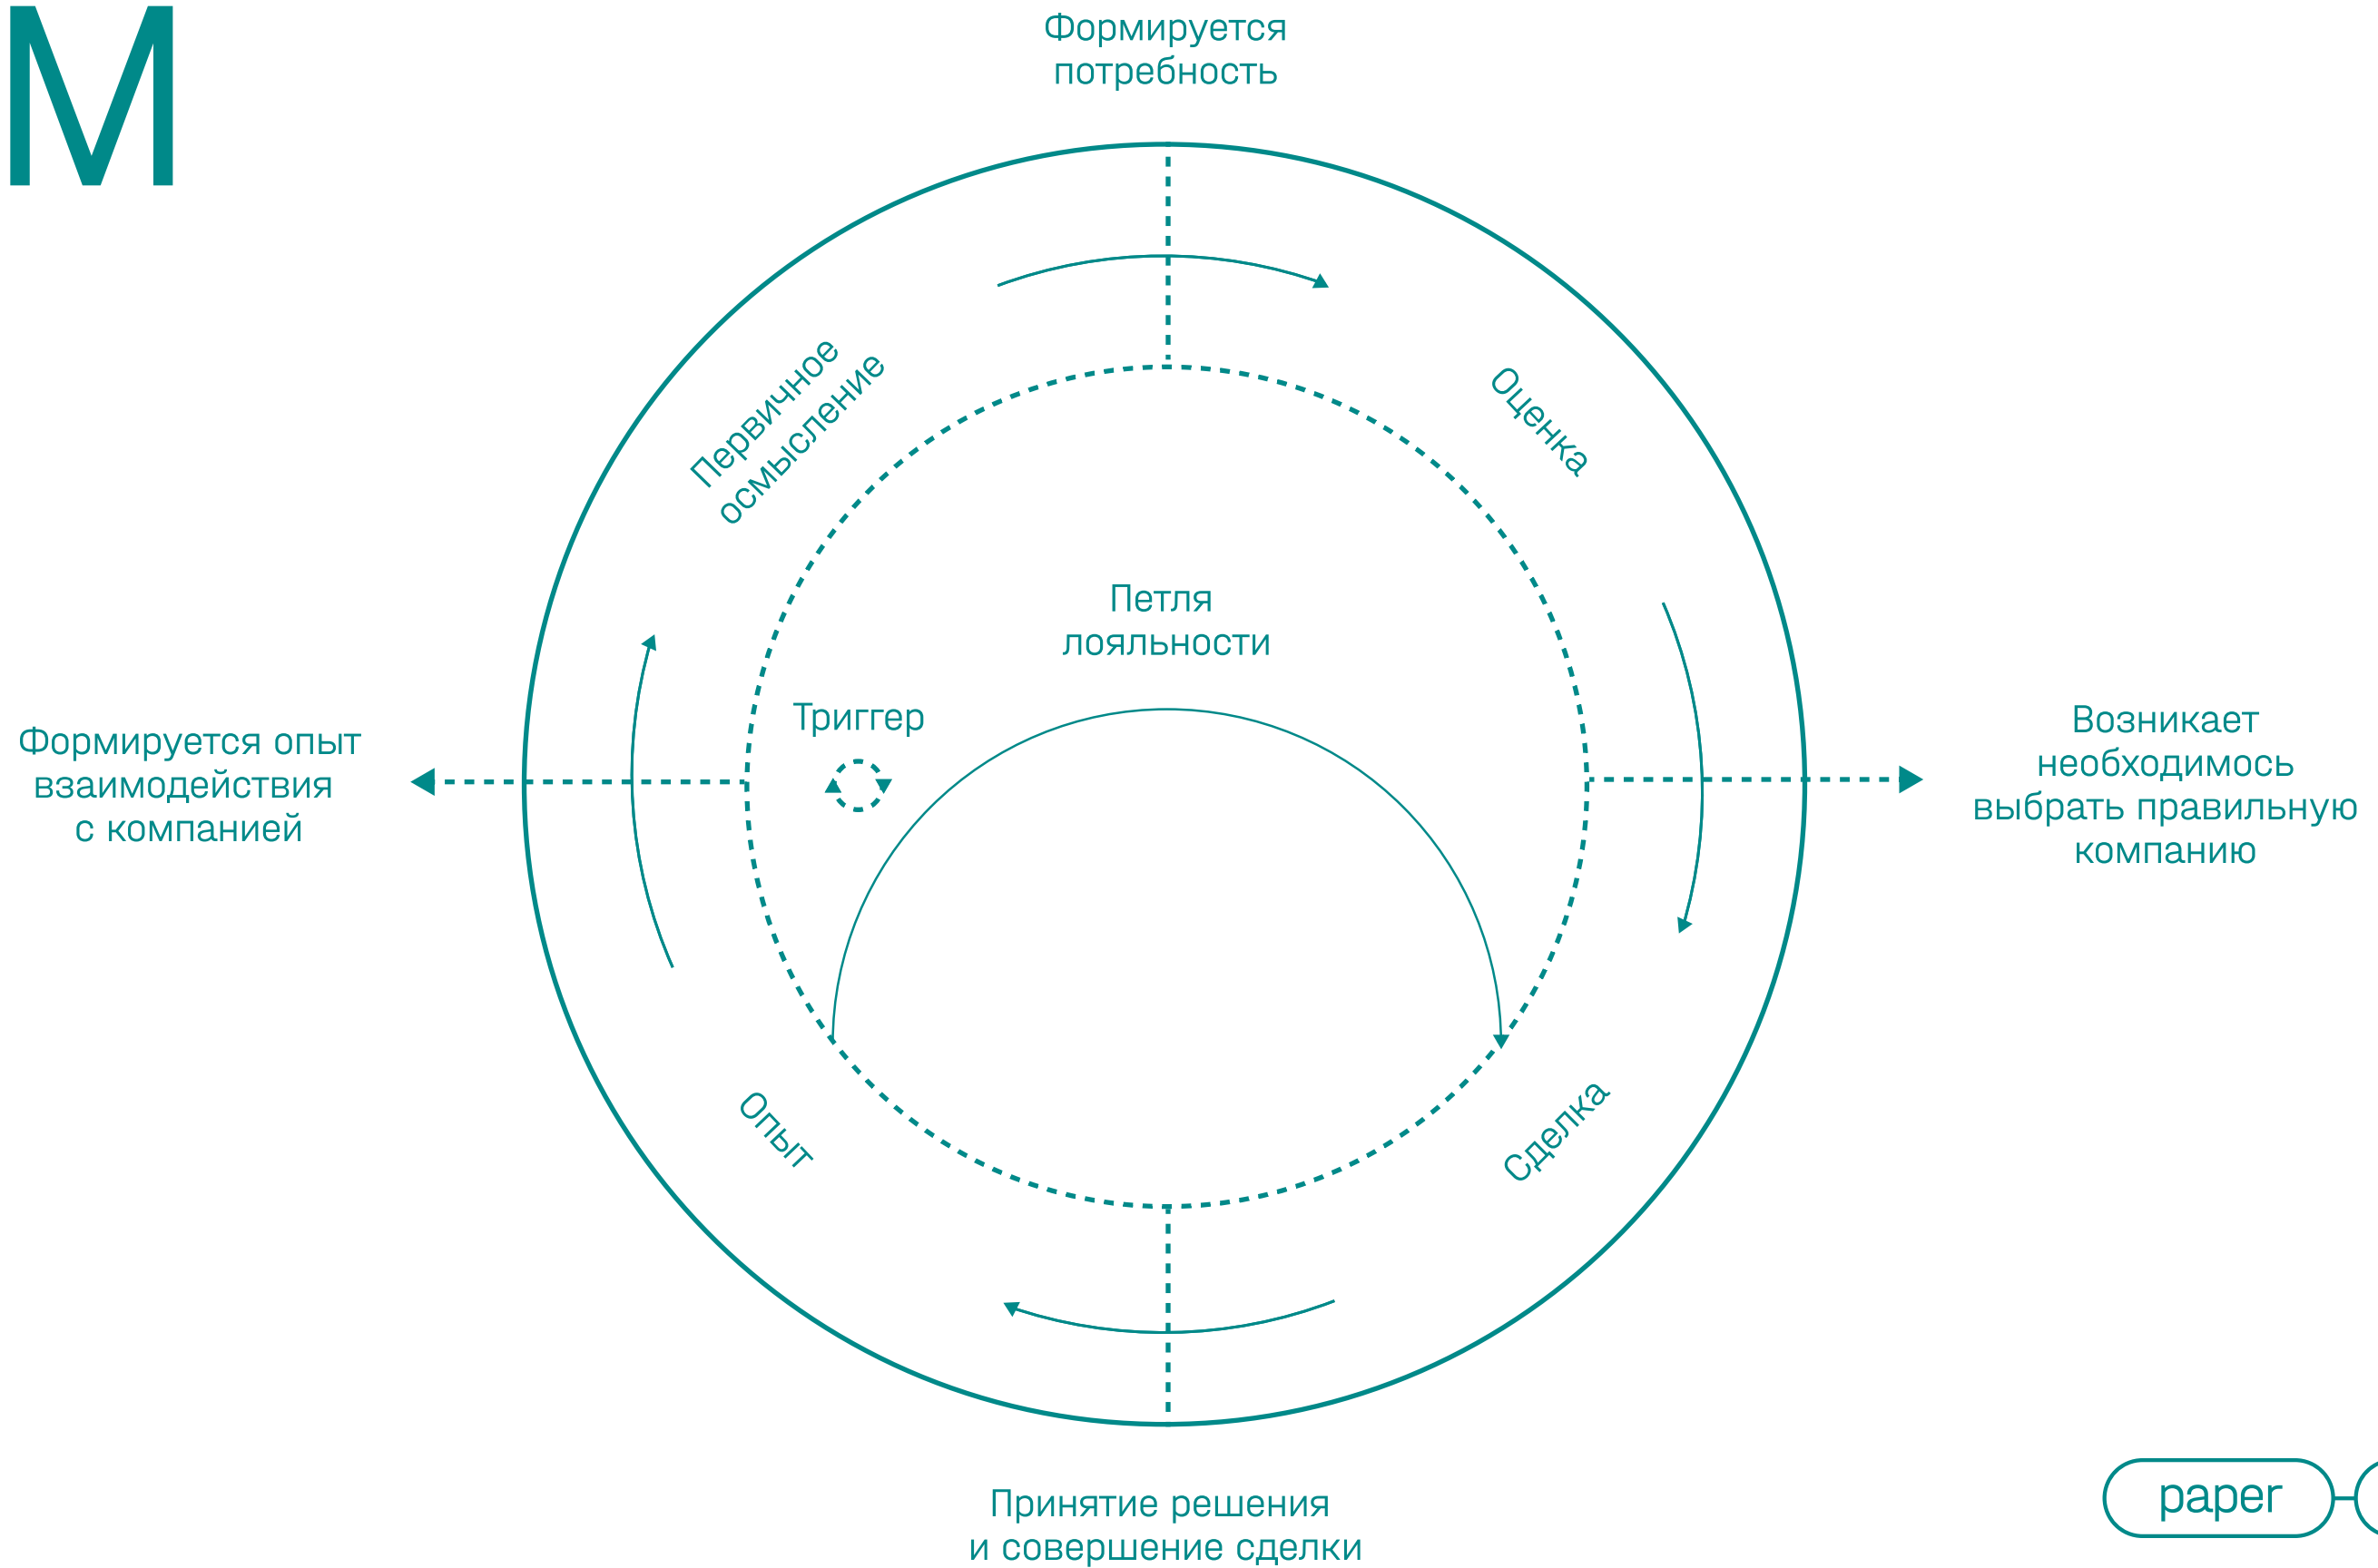 М
Формируется
потребность
Первичное
осмысление
Оценка
Петля
лояльности
Триггер
Формируется опыт
взаимодействия
с компанией
Возникает
необходимось
выбрать правильную
компанию
Опыт
Сделка
Принятие решения
и совершение сделки
paper